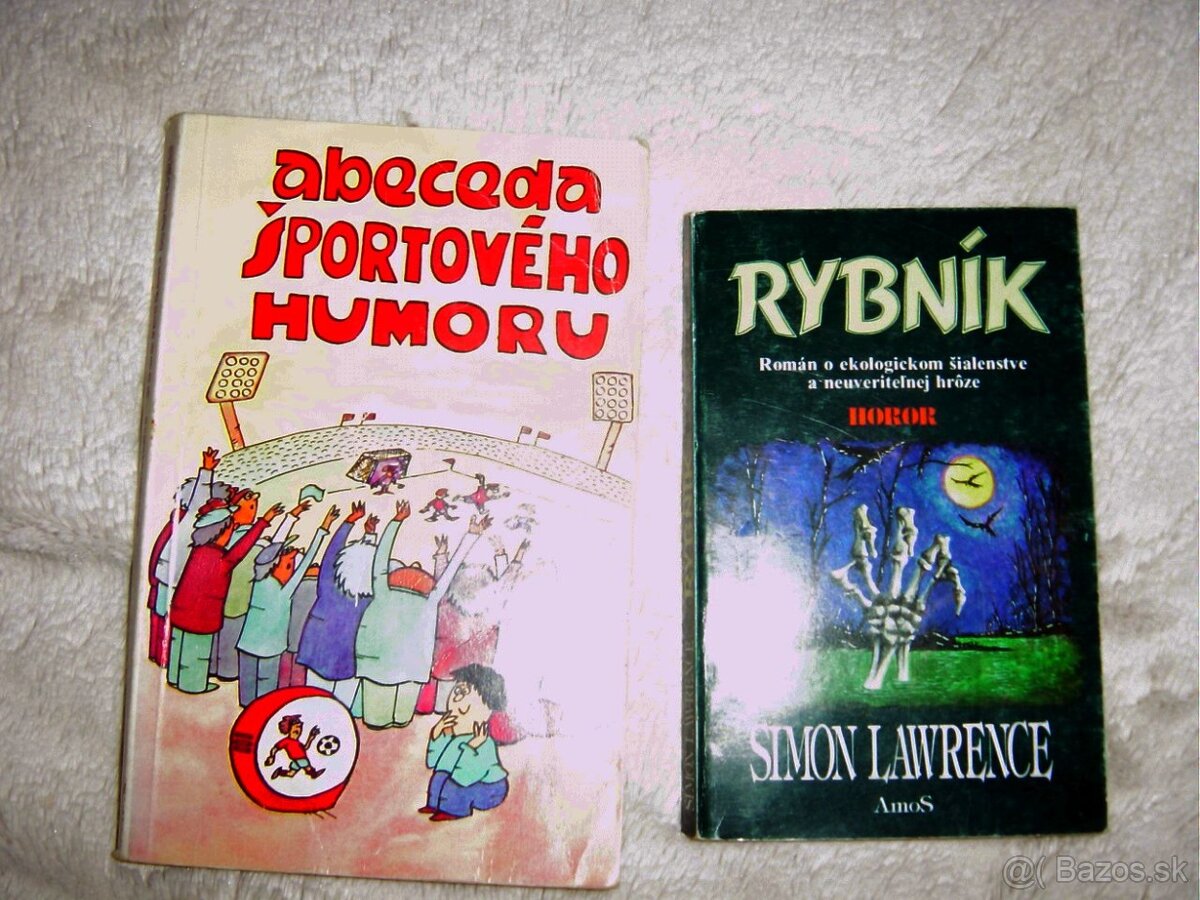 abeceda
ŠPORTOVÉHO
HUMORU
RYBNÍK
Román o ekologickom šialenstve
a neuveriteľnej hrôze
HOROR
SIMON LAWRENCE
AmoS
@( Bazos.sk